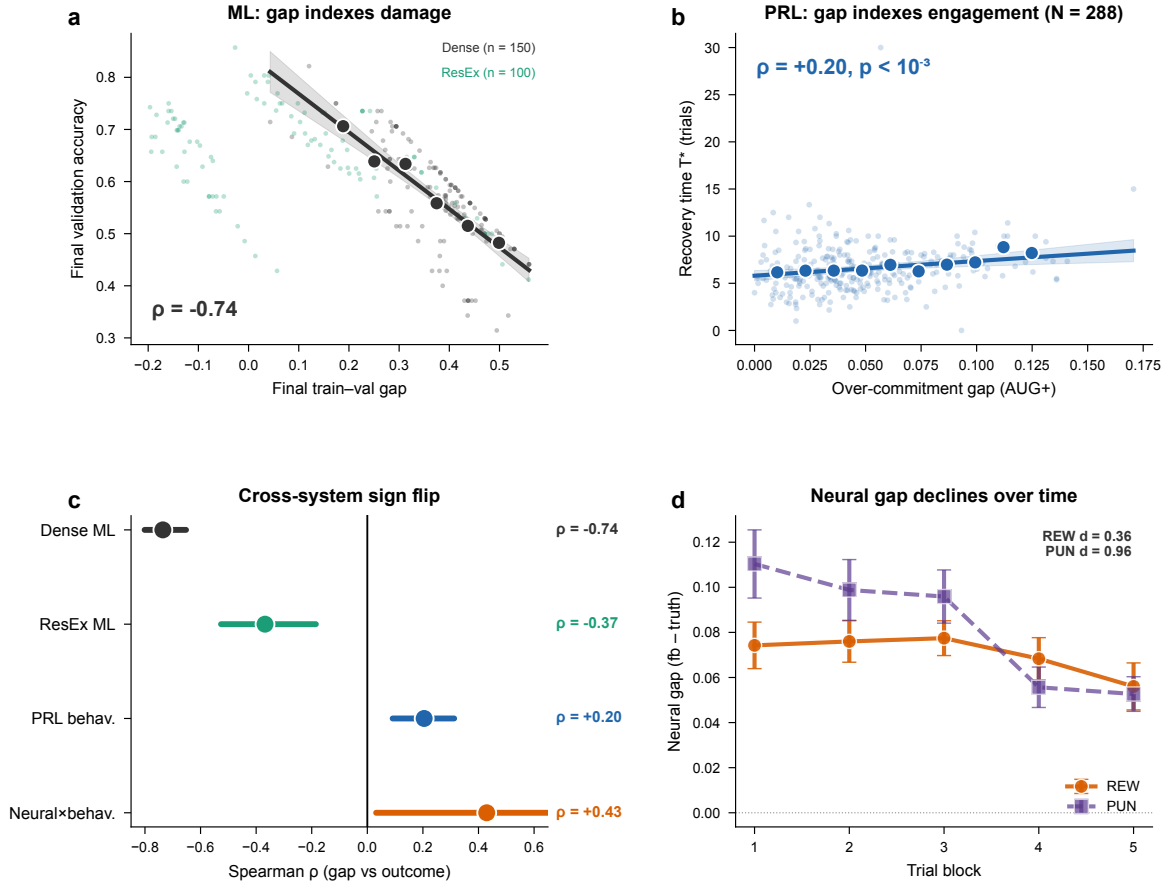 a
ML: gap indexes damage
Dense (n = 150)
ResEx (n = 100)
ρ = -0.74
0.8
0.7
0.6
0.5
0.4
0.3
−0.2
−0.1
0.0
0.1
0.2
0.3
0.4
0.5
0.6
Final validation accuracy
Final train–val gap
b
PRL: gap indexes engagement (N = 288)
ρ = +0.20, p < 10⁻³
30
25
20
15
10
5
0
0.000
0.025
0.050
0.075
0.100
0.125
0.150
0.175
Recovery time T* (trials)
Over-commitment gap (AUG+)
c
Cross-system sign flip
Dense ML
ρ = -0.74
ResEx ML
ρ = -0.37
PRL behav.
ρ = +0.20
Neural×behav.
ρ = +0.43
−0.8
−0.6
−0.4
−0.2
0.0
0.2
0.4
0.6
Spearman ρ (gap vs outcome)
d
Neural gap declines over time
REW d = 0.36
PUN d = 0.96
0.12
0.10
0.08
0.06
0.04
0.02
0.00
Neural gap (fb – truth)
REW
PUN
1
2
3
4
5
Trial block